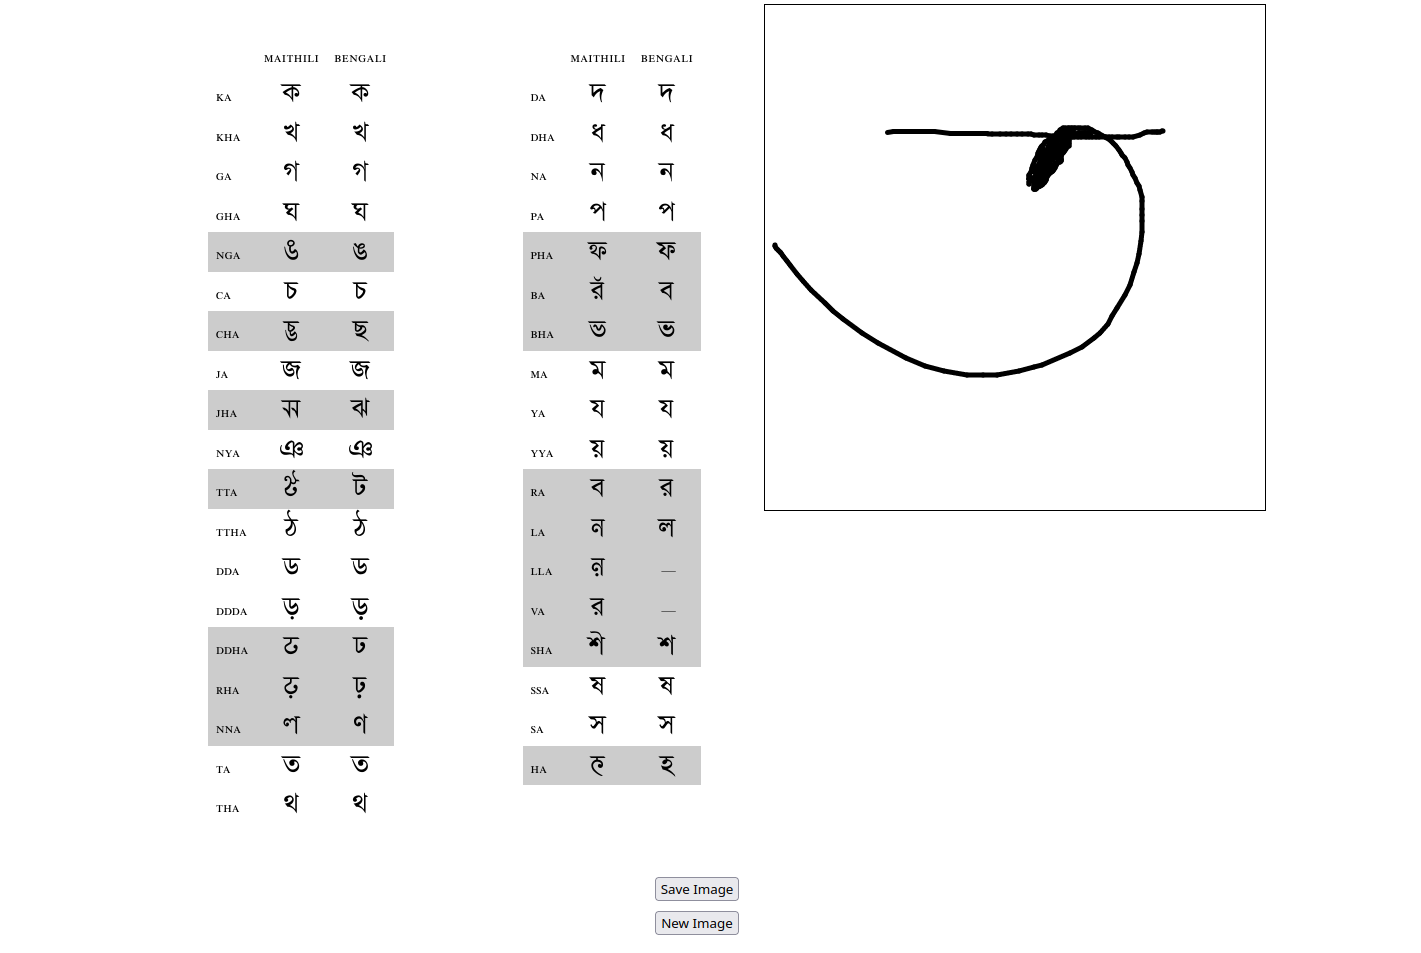 MAITHILI BENGALI
KA 𑒏 ক
KHA 𑒐 খ
GA 𑒑 গ
GHA 𑒒 ঘ
NGA 𑒓 ঙ
CA 𑒔 চ
CHA 𑒕 ছ
JA 𑒖 জ
JHA 𑒗 ঝ
NYA 𑒘 ঞ
TTA 𑒙 ট
TTHA 𑒚 ঠ
DDA 𑒛 ড
DDDA 𑒛𑓃 ড়
DDHA 𑒜 ঢ
RHA 𑒜𑓃 ঢ়
NNA 𑒝 ণ
TA 𑒞 ত
THA 𑒟 থ
MAITHILI BENGALI
DA 𑒠 দ
DHA 𑒡 ধ
NA 𑒢 ন
PA 𑒣 প
PHA 𑒤 ফ
BA 𑒥 ব
BHA 𑒦 ভ
MA 𑒧 ম
YA 𑒨 য
YYA 𑒨𑓃 য়
RA 𑒩 র
LA 𑒪 ল
LLA 𑒪𑓃 —
VA 𑒫 —
SHA 𑒬 শ
SSA 𑒭 ষ
SA 𑒮 স
HA 𑒯 হ
ত
Save Image
New Image